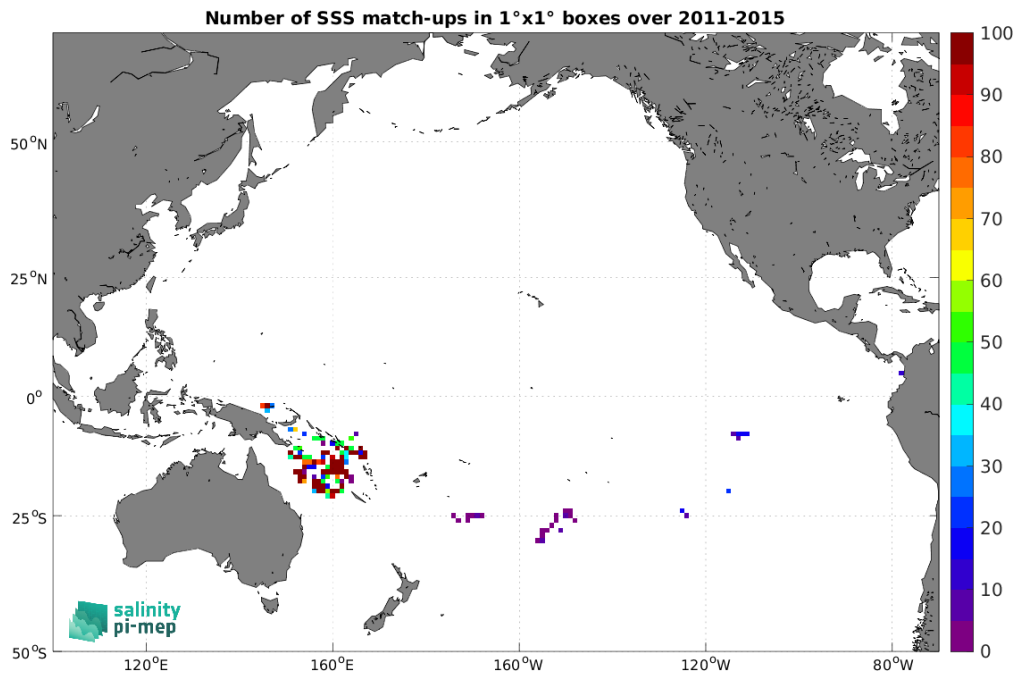 Number of SSS match-ups in 1°x1° boxes over 2011-2015
50°N
25°N
0°
25°S
50°S
120°E
160°E
160°W
120°W
80°W
100
90
80
70
60
50
40
30
20
10
0
salinity
pi-mep